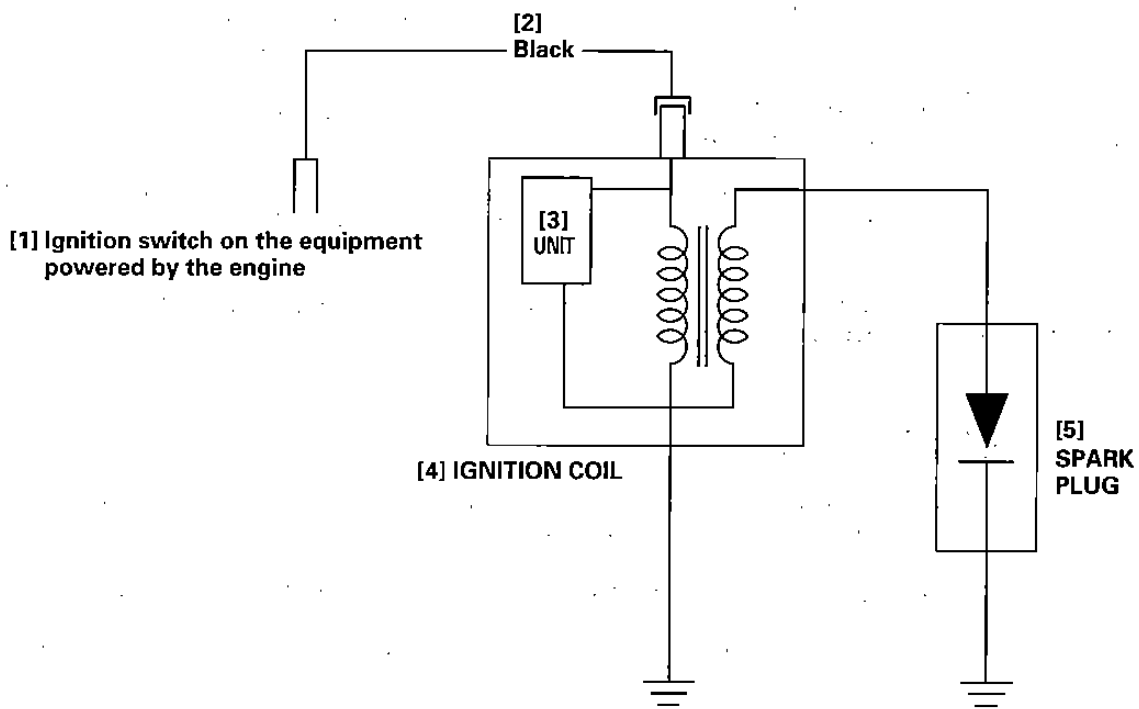 [2]
Black
[1] Ignition switch on the equipment
powered by the engine
[3]
UNIT
[4] IGNITION COIL
[5]
SPARK
PLUG